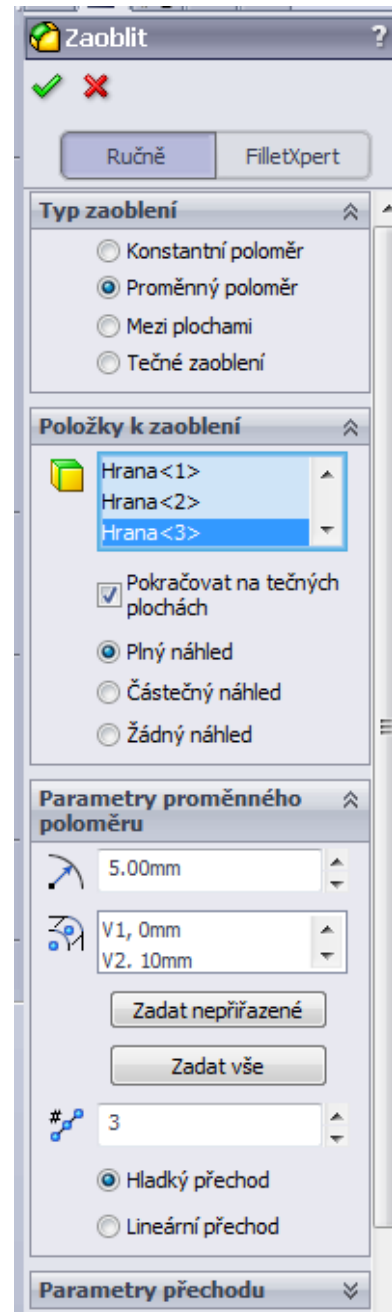 Zaoblit ?
Ručně FilletXpert
Typ zaoblení
Konstantní poloměr
Proměnný poloměr
Mezi plochami
Tečné zaoblení
Položky k zaoblení
Hrana<1>
Hrana<2>
Hrana<3>
Pokračovat na tečných
plochách
Plný náhled
Částečný náhled
Žádný náhled
Parametry proměnného
poloměru
5.00mm
V1, 0mm
V2. 10mm
Zadat nepřiřazené
Zadat vše
# 3
Hladký přechod
Lineární přechod
Parametry přechodu